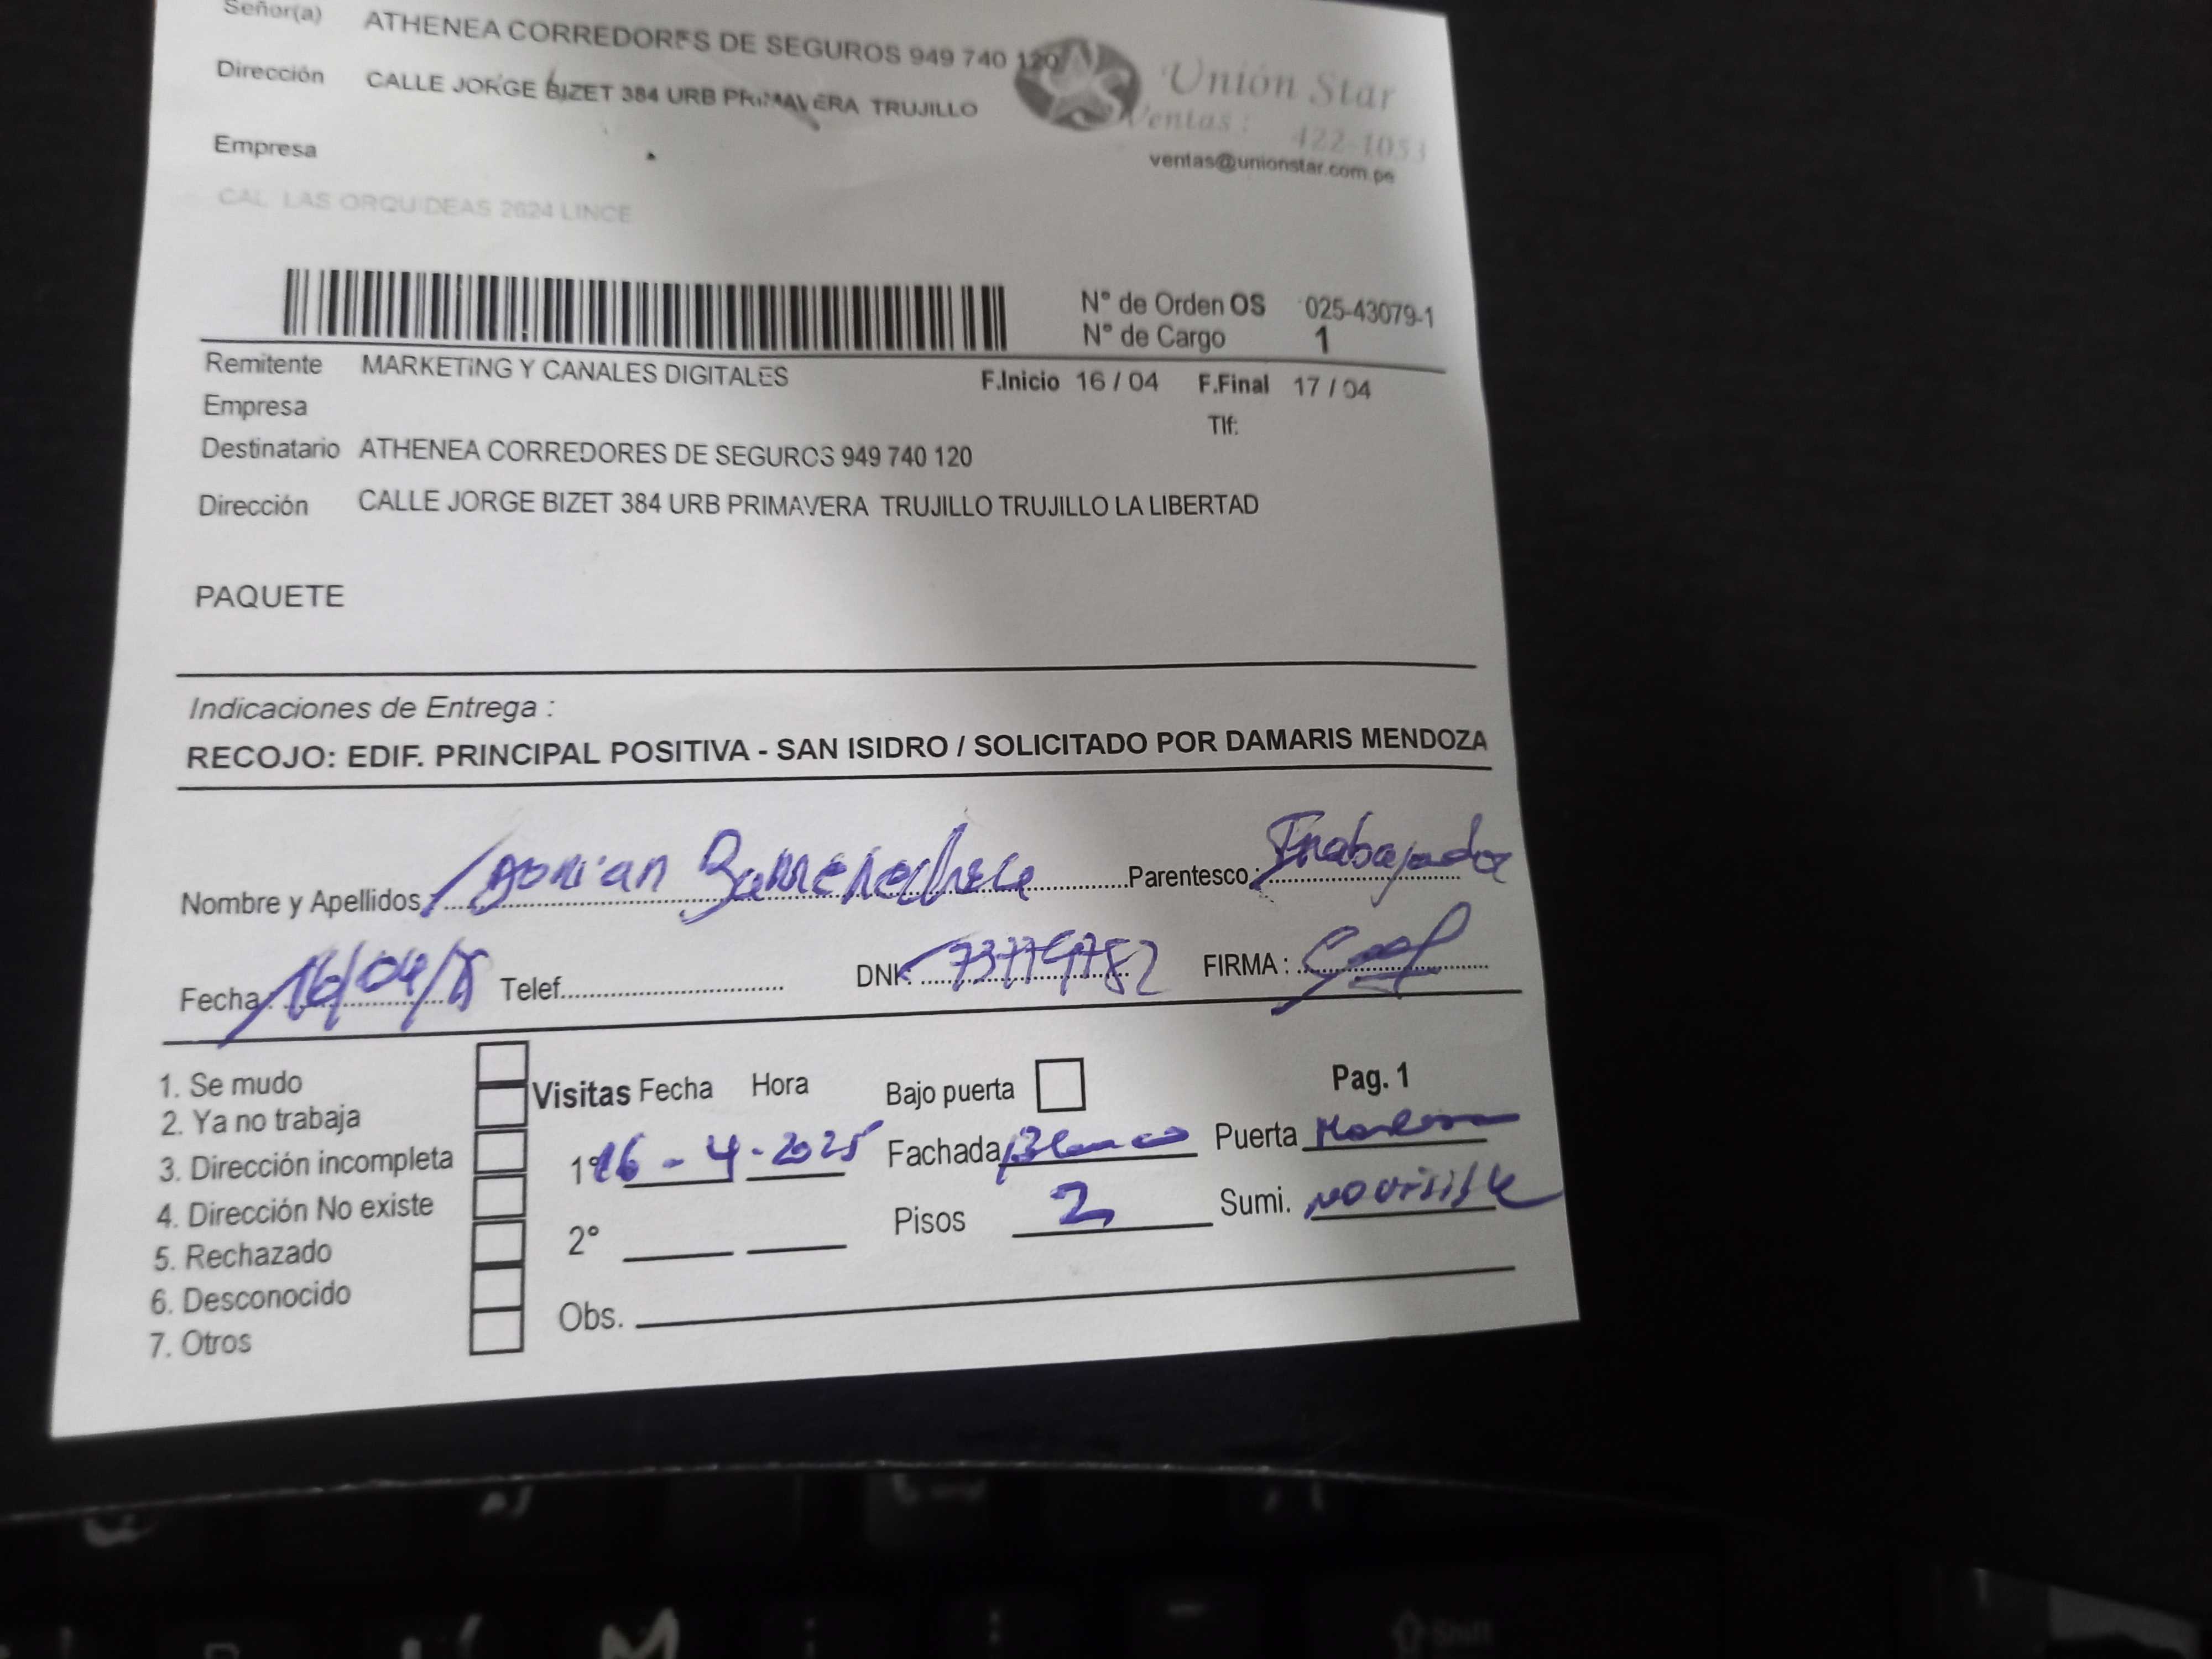 Señor(a) ATHENEA CORREDORES DE SEGUROS 949 740 120
Dirección CALLE JORGE BIZET 384 URB PRIMAVERA TRUJILLO
Unión Star
Ventas: 422-1053
ventas@unionstar.com.pe
Empresa
CAL LAS ORQUIDEAS 2624 LINCE
N° de Orden OS 025-43079-1
N° de Cargo 1
Remitente MARKETING Y CANALES DIGITALES F.Inicio 16 / 04 F.Final 17 / 04
Empresa Tlf:
Destinatario ATHENEA CORREDORES DE SEGUROS 949 740 120
Dirección CALLE JORGE BIZET 384 URB PRIMAVERA TRUJILLO TRUJILLO LA LIBERTAD
PAQUETE
Indicaciones de Entrega :
RECOJO: EDIF. PRINCIPAL POSITIVA - SAN ISIDRO / SOLICITADO POR DAMARIS MENDOZA
Nombre y Apellidos Parentesco: Trabajador
Fecha 16/04/ Telef. DNI: FIRMA :
1. Se mudo
2. Ya no trabaja
3. Dirección incompleta
4. Dirección No existe
5. Rechazado
6. Desconocido
7. Otros
Visitas Fecha Hora Bajo puerta Pag. 1
1° 16 - 4 - 2025 Fachada Blanco Puerta
2° Pisos 2 Sumi. no visible
Obs.
Shift